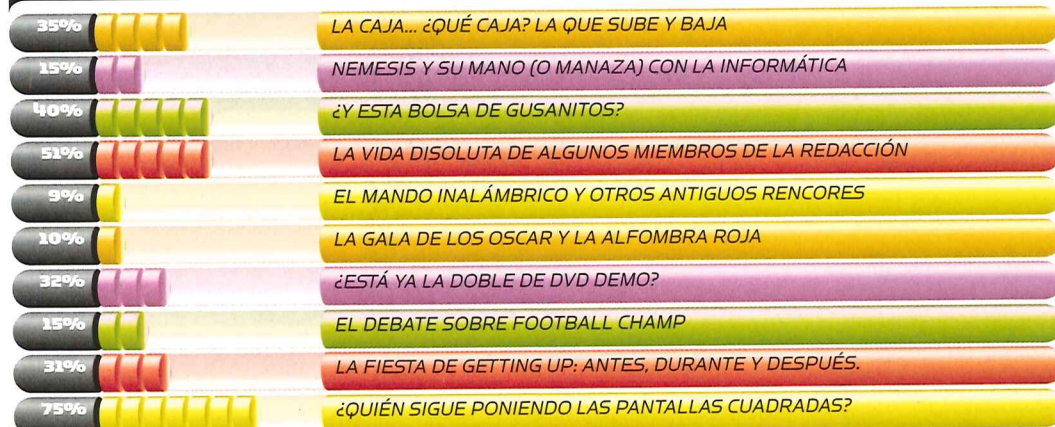 35% LA CAJA... ¿QUÉ CAJA? LA QUE SUBE Y BAJA
15% NEMESIS Y SU MANO (O MANAZA) CON LA INFORMÁTICA
40% ¿Y ESTA BOLSA DE GUSANITOS?
51% LA VIDA DISOLUTA DE ALGUNOS MIEMBROS DE LA REDACCIÓN
9% EL MANDO INALÁMBRICO Y OTROS ANTIGUOS RENCORES
10% LA GALA DE LOS OSCAR Y LA ALFOMBRA ROJA
32% ¿ESTÁ YA LA DOBLE DE DVD DEMO?
15% EL DEBATE SOBRE FOOTBALL CHAMP
31% LA FIESTA DE GETTING UP: ANTES, DURANTE Y DESPUÉS.
75% ¿QUIÉN SIGUE PONIENDO LAS PANTALLAS CUADRADAS?